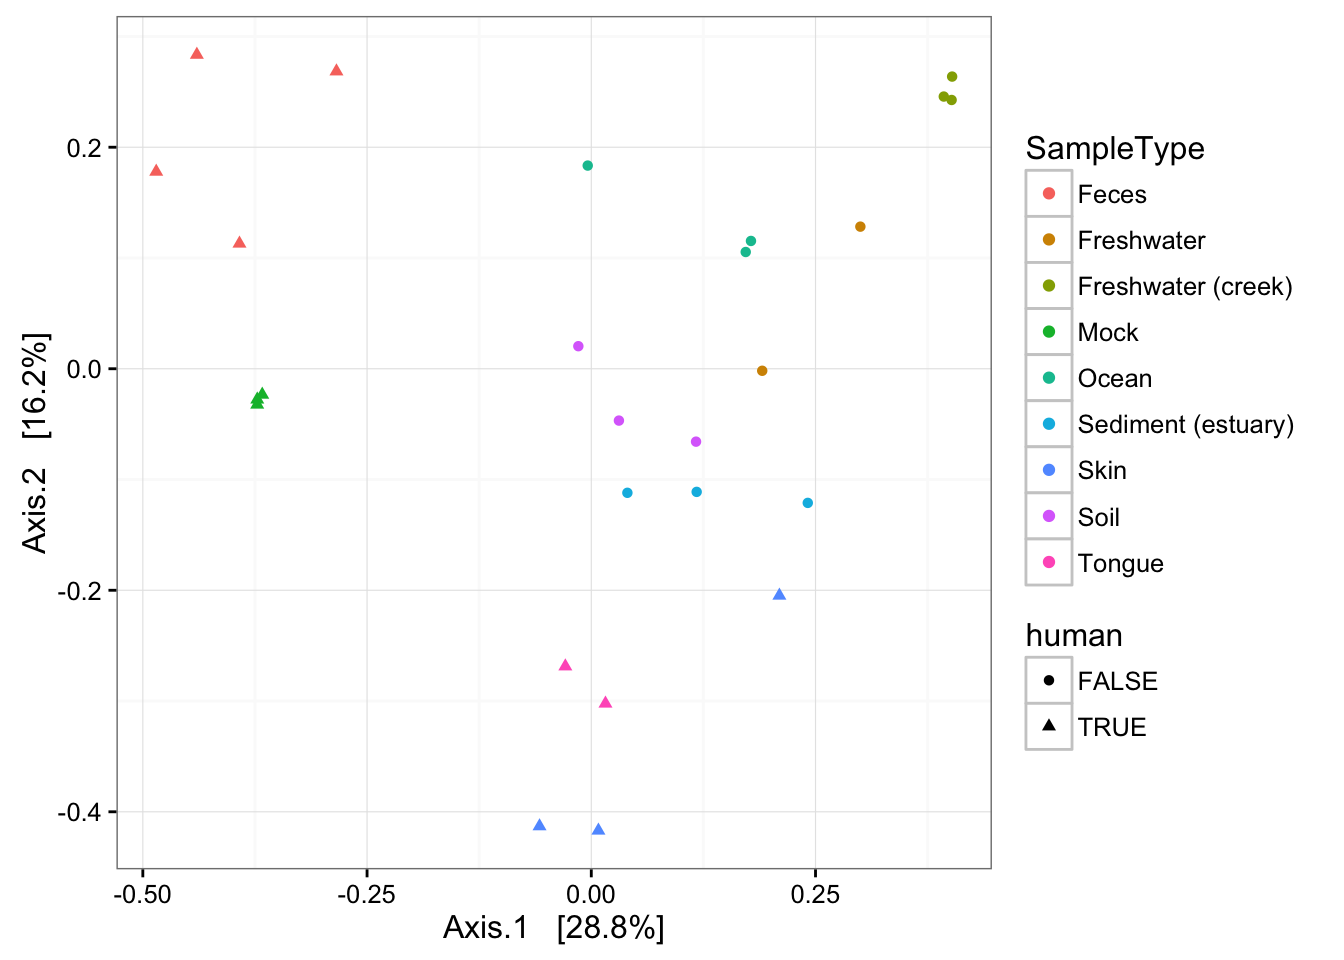 0.2
0.0
-0.2
-0.4
Axis.2 [16.2%]
-0.50
-0.25
0.00
0.25
Axis.1 [28.8%]
SampleType
Feces
Freshwater
Freshwater (creek)
Mock
Ocean
Sediment (estuary)
Skin
Soil
Tongue
human
FALSE
TRUE